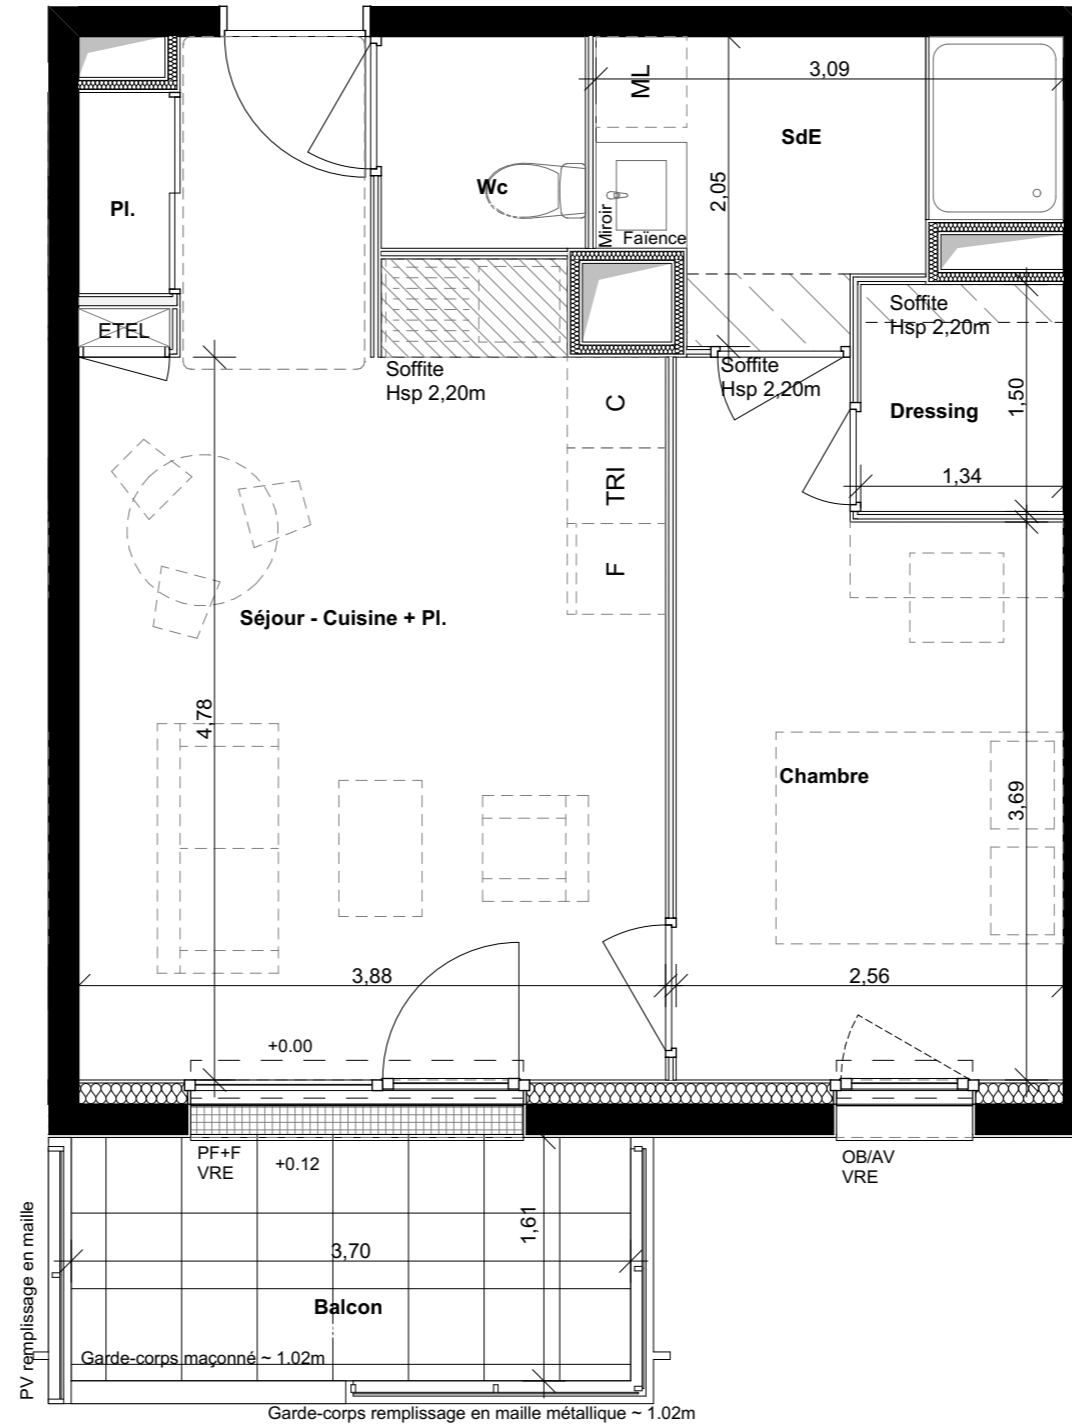 3,09
ML
SdE
2,05
Wc
Pl.
Miroir
Faïence
ETEL
Soffite
Hsp 2,20m
Soffite
Hsp 2,20m
Soffite
Hsp 2,20m
C
TRI
F
Dressing
1,50
1,34
Séjour - Cuisine + Pl.
4,78
Chambre
3,69
3,88
2,56
+0.00
PF+F
VRE
+0.12
OB/AV
VRE
1,61
3,70
Balcon
PV remplissage en maille
Garde-corps maçonné ~ 1.02m
Garde-corps remplissage en maille métallique ~ 1.02m